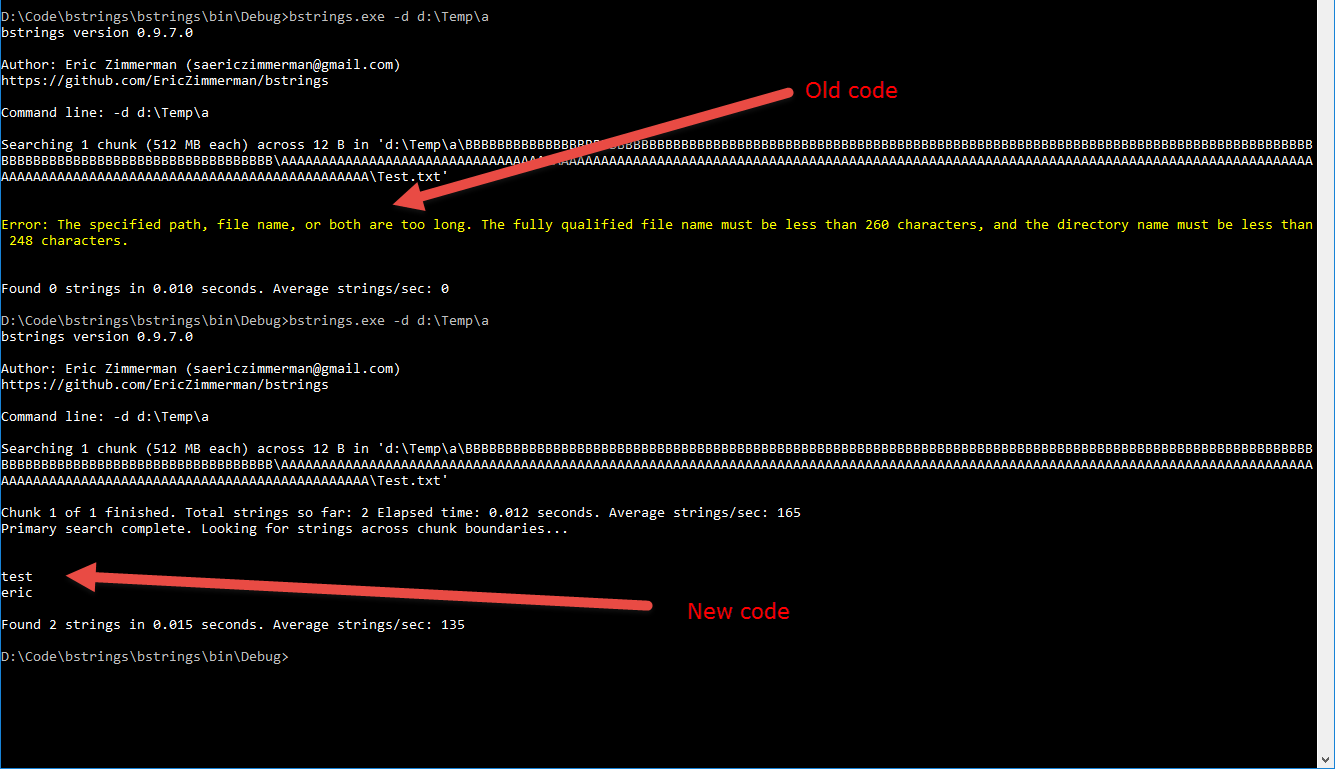 D:\Code\bstrings\bstrings\bin\Debug>bstrings.exe -d d:\Temp\a
bstrings version 0.9.7.0
Author: Eric Zimmerman (saericzimmerman@gmail.com)
https://github.com/EricZimmerman/bstrings
Old code
Command line: -d d:\Temp\a
Searching 1 chunk (512 MB each) across 12 B in 'd:\Temp\a\BBBBBBBBBBBBBBBBBBBBBBBBBBBBBBBBBBBBBBBBBBBBBBBBBBBBBBBBBBBBBBBBBBBBBBBBBBBBBBBBBBBBBBBBBBBBBBBBBBBBBBBBBB
BBBBBBBBBBBBBBBBBBBBBBBBBBBBBBBBBB\AAAAAAAAAAAAAAAAAAAAAAAAAAAAAAAAAAAAAAAAAAAAAAAAAAAAAAAAAAAAAAAAAAAAAAAAAAAAAAAAAAAAAAAAAAAAAAAAAAAAAAAAAAAAAAAAAAAAAAAAAAAAAAAAA
AAAAAAAAAAAAAAAAAAAAAAAAAAAAAAAAAAAAAAAAAAAAAA\Test.txt'
Error: The specified path, file name, or both are too long. The fully qualified file name must be less than 260 characters, and the directory name must be less than
248 characters.
Found 0 strings in 0.010 seconds. Average strings/sec: 0
D:\Code\bstrings\bstrings\bin\Debug>bstrings.exe -d d:\Temp\a
bstrings version 0.9.7.0
Author: Eric Zimmerman (saericzimmerman@gmail.com)
https://github.com/EricZimmerman/bstrings
Command line: -d d:\Temp\a
Searching 1 chunk (512 MB each) across 12 B in 'd:\Temp\a\BBBBBBBBBBBBBBBBBBBBBBBBBBBBBBBBBBBBBBBBBBBBBBBBBBBBBBBBBBBBBBBBBBBBBBBBBBBBBBBBBBBBBBBBBBBBBBBBBBBBBBBBBB
BBBBBBBBBBBBBBBBBBBBBBBBBBBBBBBBBB\AAAAAAAAAAAAAAAAAAAAAAAAAAAAAAAAAAAAAAAAAAAAAAAAAAAAAAAAAAAAAAAAAAAAAAAAAAAAAAAAAAAAAAAAAAAAAAAAAAAAAAAAAAAAAAAAAAAAAAAAAAAAAAAAA
AAAAAAAAAAAAAAAAAAAAAAAAAAAAAAAAAAAAAAAAAAAAAA\Test.txt'
Chunk 1 of 1 finished. Total strings so far: 2 Elapsed time: 0.012 seconds. Average strings/sec: 165
Primary search complete. Looking for strings across chunk boundaries...
test
eric
New code
Found 2 strings in 0.015 seconds. Average strings/sec: 135
D:\Code\bstrings\bstrings\bin\Debug>